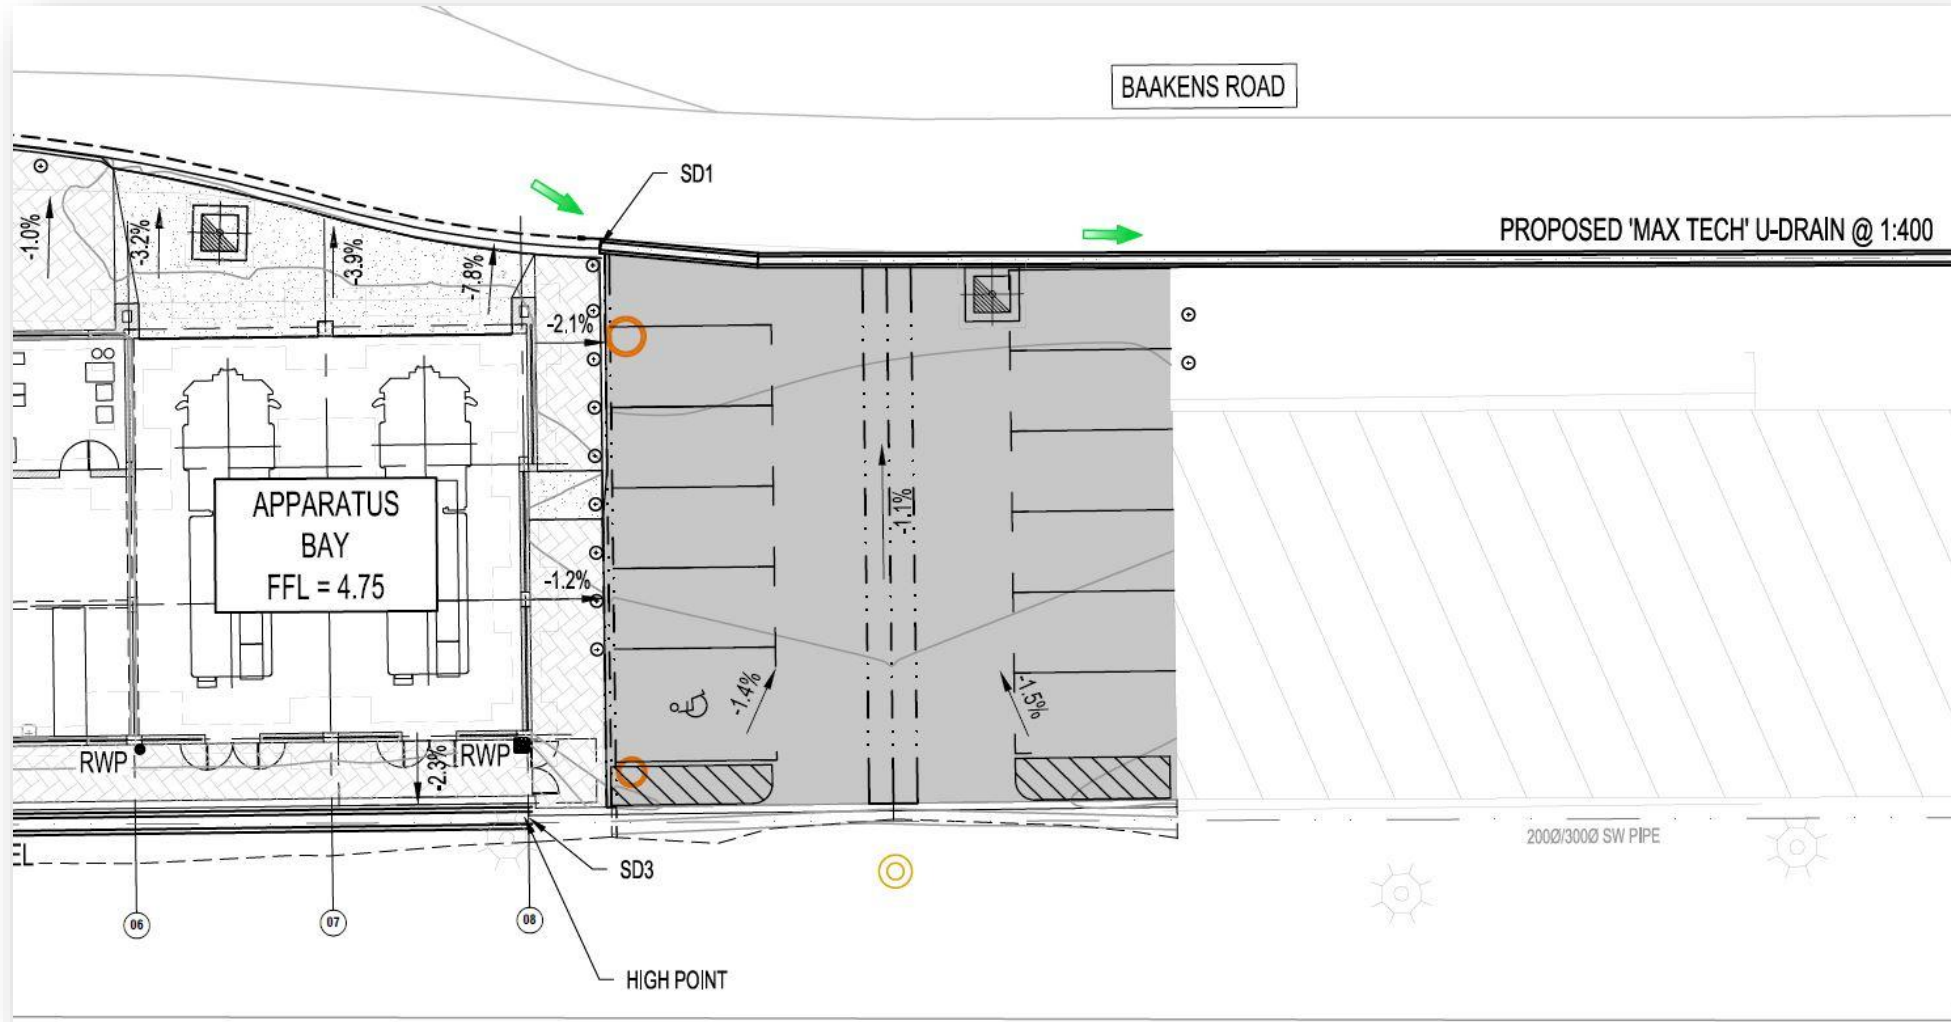 BAAKENS ROAD
SD1
PROPOSED 'MAX TECH' U-DRAIN @ 1:400
-1.0%
-3.2%
-3.9%
-7.8%
-2.1%
-1.1%
APPARATUS
BAY
FFL = 4.75
-1.2%
-1.4%
-1.5%
RWP
RWP
-2.3%
200Ø/300Ø SW PIPE
EL
SD3
06
07
08
HIGH POINT